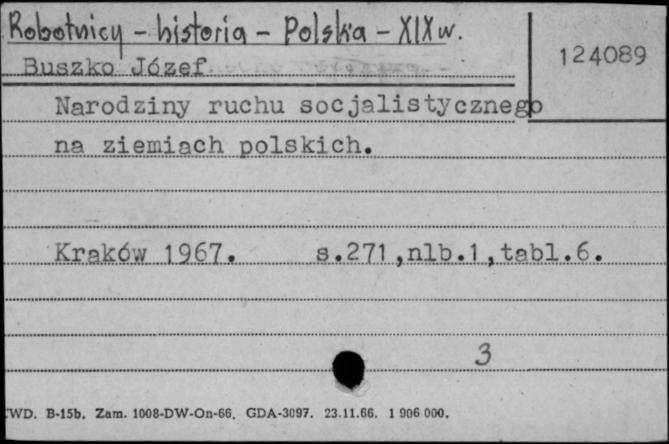 Robotnicy - historia - Polska - XIX w.
124089
Buszko Józef
Narodziny ruchu socjalistycznego
na ziemiach polskich.
Kraków 1967. s.271,nlb.1,tabl.6.
3
WD. B-15b. Zam. 1008-DW-On-66. GDA-3097. 23.11.66. 1 906 000.